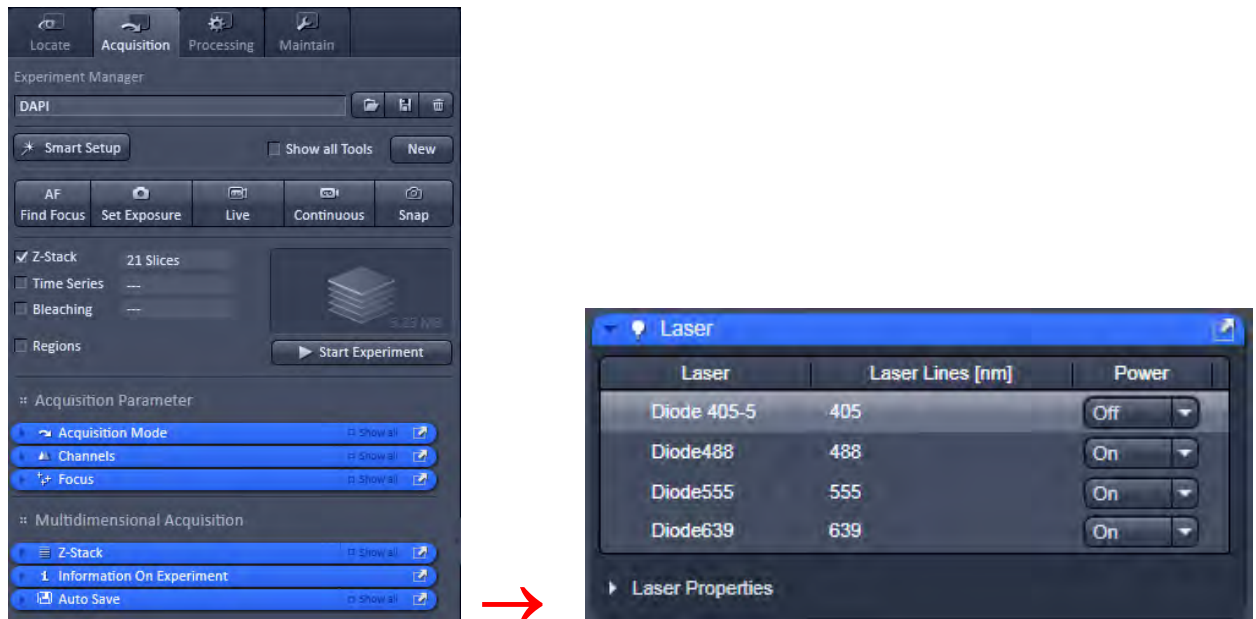 Locate Acquisition Processing Maintain
Experiment Manager
DAPI
Smart Setup Show all Tools New
AF
Find Focus Set Exposure Live Continuous Snap
Z-Stack 21 Slices
Time Series ---
Bleaching ---
5.23 MB
Regions Start Experiment
Acquisition Parameter
Acquisition Mode Show all
Channels Show all
Focus Show all
Multidimensional Acquisition
Z-Stack Show all
Information On Experiment
Auto Save Show all
Laser
Laser Laser Lines [nm] Power
Diode 405-5 405 Off
Diode488 488 On
Diode555 555 On
Diode639 639 On
Laser Properties